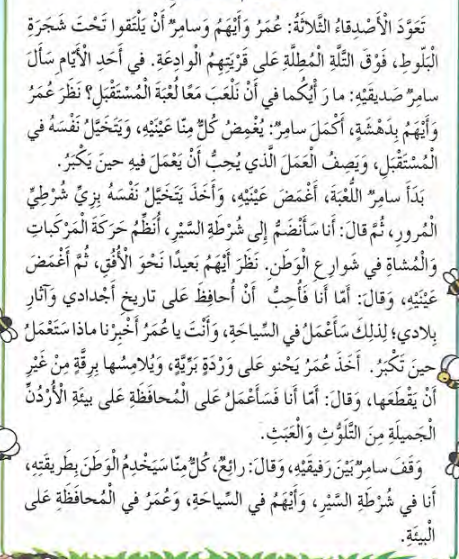 تَعَوَّدَ الْأَصْدِقاءُ الثَّلاثَةُ: عُمَرُ وَأَيْهَمُ وَسامِرٌ أَنْ يَلْتَقوا تَحْتَ شَجَرَةِ
الْبَلّوطِ، فَوْقَ التَّلَّةِ الْمُطِلَّةِ عَلى قَرْيَتِهِمُ الْوادِعَةِ. في أَحَدِ الْأَيّامِ سَأَلَ
سامِرٌ صَديقَيْهِ: ما رَأْيُكُما في أَنْ نَلْعَبَ مَعًا لُعْبَةَ الْمُسْتَقْبَلِ؟ نَظَرَ عُمَرُ
وَأَيْهَمُ بِدَهْشَةٍ، أَكْمَلَ سامِرٌ: يُغْمِضُ كُلٌّ مِنّا عَيْنَيْهِ، وَيَتَخَيَّلُ نَفْسَهُ في
الْمُسْتَقْبَلِ، وَيَصِفُ الْعَمَلَ الَّذي يُحِبُّ أَنْ يَعْمَلَ فيهِ حينَ يَكْبَرُ.
بَدَأَ سامِرٌ اللُّعْبَةَ، أَغْمَضَ عَيْنَيْهِ، وَأَخَذَ يَتَخَيَّلُ نَفْسَهُ بِزِيِّ شُرْطِيِّ
الْمُرورِ، ثُمَّ قالَ: أَنا سَأَنْضَمُّ إِلى شُرْطَةِ السَّيْرِ، أُنَظِّمُ حَرَكَةَ الْمَرْكَباتِ
وَالْمُشاةِ في شَوارِعِ الْوَطَنِ. نَظَرَ أَيْهَمُ بَعيدًا نَحْوَ الْأُفُقِ، ثُمَّ أَغْمَضَ
عَيْنَيْهِ، وَقالَ: أَمّا أَنا فَأُحِبُّ أَنْ أُحافِظَ عَلى تاريخِ أَجْدادي وَآثارِ
بِلادي؛ لِذلِكَ سَأَعْمَلُ في السِّياحَةِ، وَأَنْتَ يا عُمَرُ أَخْبِرْنا ماذا سَتَعْمَلُ
حينَ تَكْبَرُ. أَخَذَ عُمَرُ يَحْنو عَلى وَرْدَةٍ بَرِّيَّةٍ، وَيُلامِسُها بِرِقَّةٍ مِنْ غَيْرِ
أَنْ يَقْطَعَها، وَقالَ: أَمّا أَنا فَسَأَعْمَلُ عَلى الْمُحافَظَةِ عَلى بيئَةِ الْأُرْدُنِّ
الْجَميلَةِ مِنَ التَّلَوُّثِ وَالْعَبَثِ.
وَقَفَ سامِرٌ بَيْنَ رَفيقَيْهِ، وَقالَ: رائِعٌ، كُلٌّ مِنّا سَيَخْدِمُ الْوَطَنَ بِطَريقَتِهِ،
أَنا في شُرْطَةِ السَّيْرِ، وَأَيْهَمُ في السِّياحَةِ، وَعُمَرُ في الْمُحافَظَةِ عَلى
الْبيئَةِ.